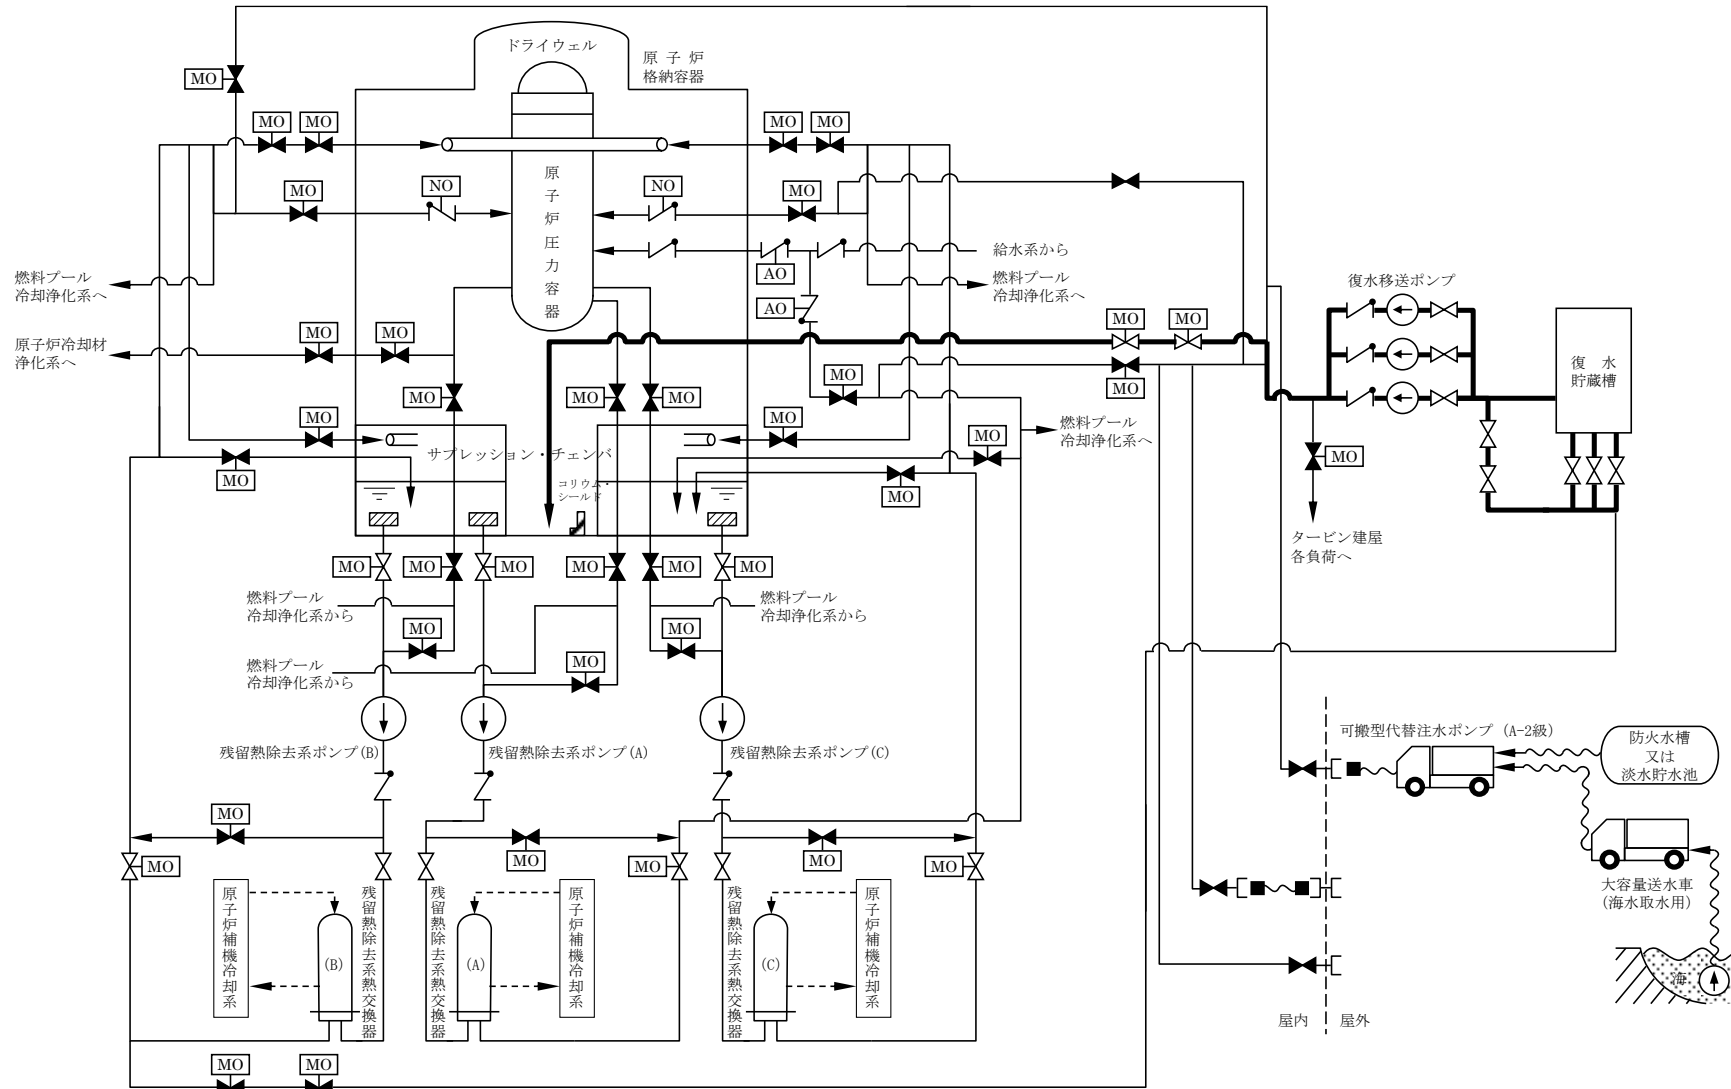 ドライウェル
原子炉
格納容器
MO
MO
MO
MO
MO
MO
NO
NO
MO
原子炉圧力容器
給水系から
AO
AO
燃料プール
冷却浄化系へ
燃料プール
冷却浄化系へ
復水移送ポンプ
MO
MO
MO
MO
原子炉冷却材
浄化系へ
MO
復水
貯蔵槽
MO
MO
MO
MO
MO
燃料プール
冷却浄化系へ
MO
MO
MO
サプレッション・チェンバ
コリウム・
シールド
MO
MO
タービン建屋
各負荷へ
MO
MO
MO
MO
MO
MO
燃料プール
冷却浄化系から
燃料プール
冷却浄化系から
MO
MO
燃料プール
冷却浄化系から
MO
残留熱除去系ポンプ(B)
残留熱除去系ポンプ(A)
残留熱除去系ポンプ(C)
可搬型代替注水ポンプ (A-2級)
防火水槽
又は
淡水貯水池
MO
MO
MO
MO
MO
MO
原子炉補機冷却系
(B)
残留熱除去系熱交換器
残留熱除去系熱交換器
(A)
原子炉補機冷却系
残留熱除去系熱交換器
(C)
原子炉補機冷却系
大容量送水車
(海水取水用)
海
屋内
屋外
MO
MO